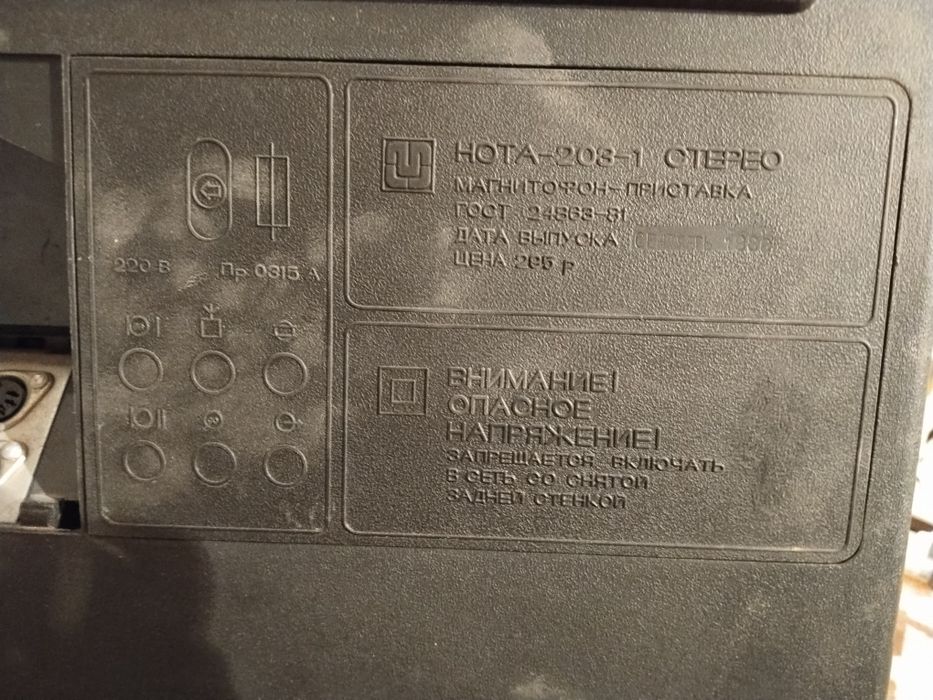 220 В
Пр 0315 А
НОТА-203-1 СТЕРЕО
МАГНИТОФОН-ПРИСТАВКА
ГОСТ 24863-81
ДАТА ВЫПУСКА
ЦЕНА 295 р
ВНИМАНИЕ!
ОПАСНОЕ
НАПРЯЖЕНИЕ!
ЗАПРЕЩАЕТСЯ ВКЛЮЧАТЬ
В СЕТЬ СО СНЯТОЙ
ЗАДНЕЙ СТЕНКОЙ